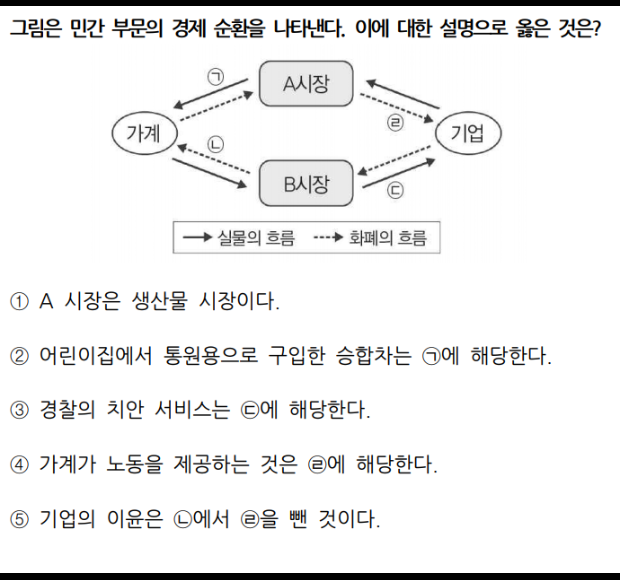 그림은 민간 부문의 경제 순환을 나타낸다. 이에 대한 설명으로 옳은 것은?
㉠
A시장
㉣
가계
기업
㉡
B시장
㉢
실물의 흐름 화폐의 흐름
① A 시장은 생산물 시장이다.
② 어린이집에서 통원용으로 구입한 승합차는 ㉠에 해당한다.
③ 경찰의 치안 서비스는 ㉢에 해당한다.
④ 가계가 노동을 제공하는 것은 ㉣에 해당한다.
⑤ 기업의 이윤은 ㉡에서 ㉣을 뺀 것이다.